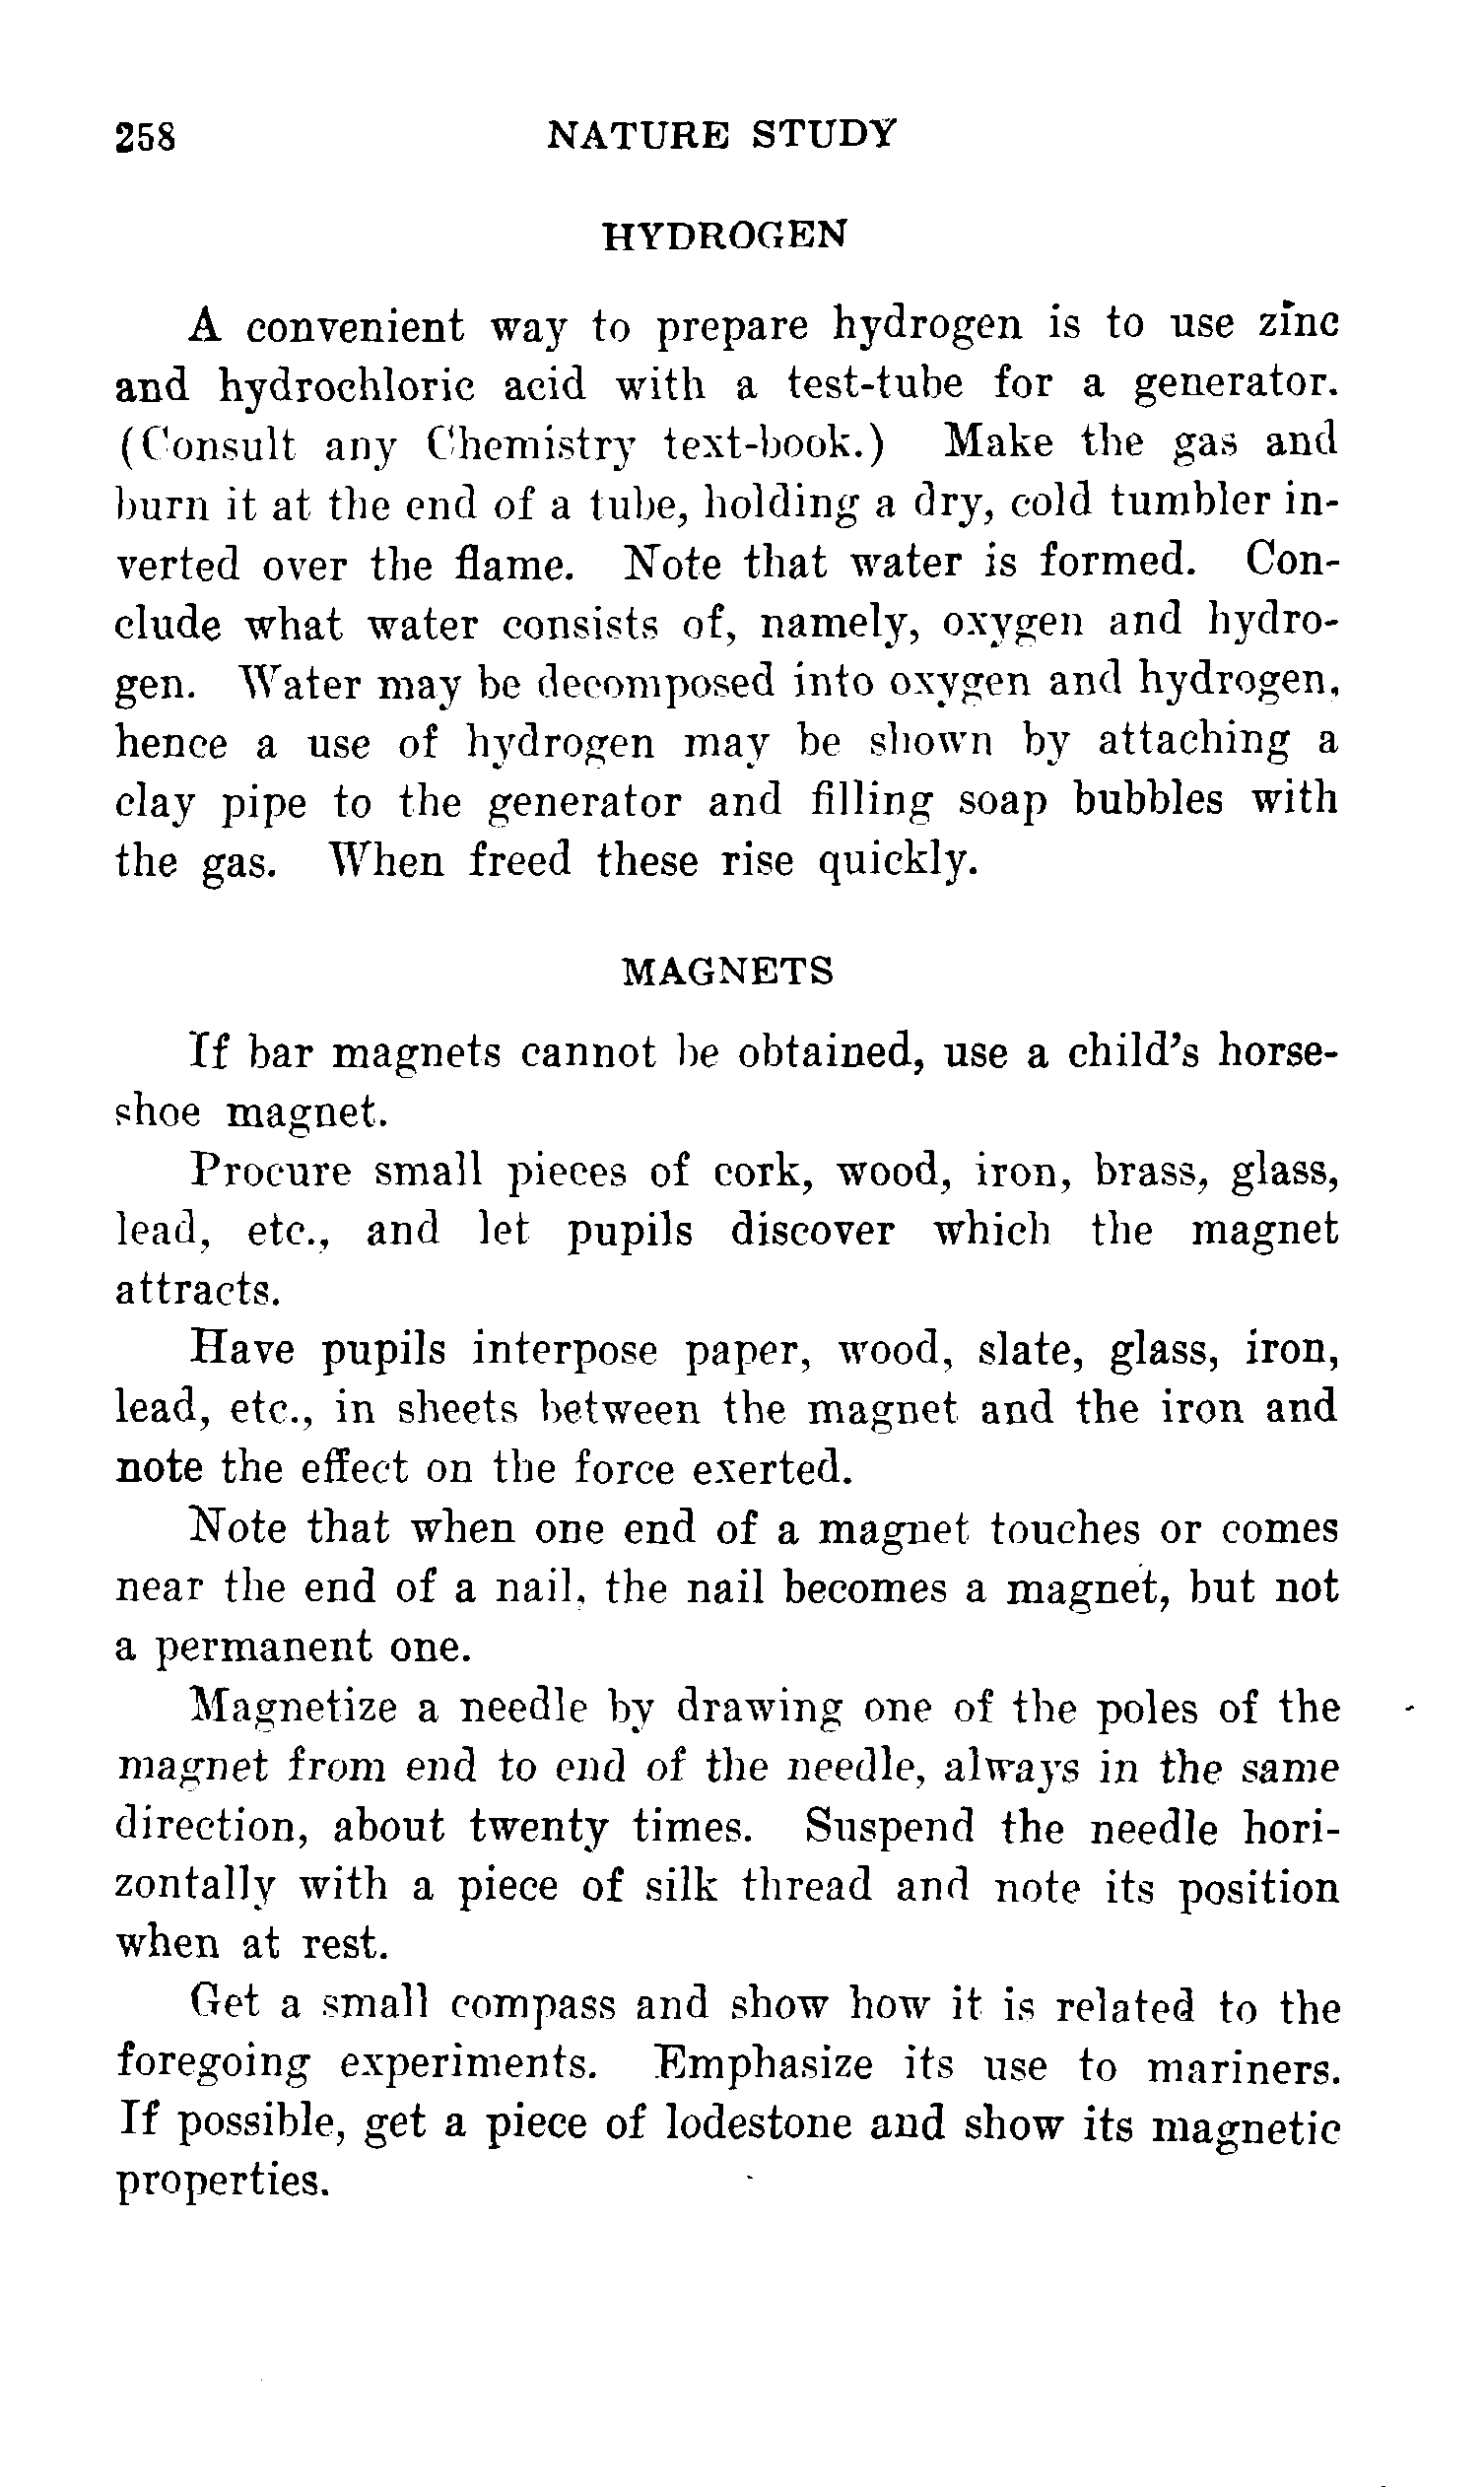 258 NATURE STUDY
HYDROGEN
A convenient way to prepare hydrogen is to use zinc
and hydrochloric acid with a test-tube for a generator.
(Consult any Chemistry text-book.) Make the gas and
burn it at the end of a tube, holding a dry, cold tumbler in-
verted over the flame. Note that water is formed. Con-
clude what water consists of, namely, oxygen and hydro-
gen. Water may be decomposed into oxygen and hydrogen,
hence a use of hydrogen may be shown by attaching a
clay pipe to the generator and filling soap bubbles with
the gas. When freed these rise quickly.
MAGNETS
If bar magnets cannot be obtained, use a child's horse-
shoe magnet.
Procure small pieces of cork, wood, iron, brass, glass,
lead, etc., and let pupils discover which the magnet
attracts.
Have pupils interpose paper, wood, slate, glass, iron,
lead, etc., in sheets between the magnet and the iron and
note the effect on the force exerted.
Note that when one end of a magnet touches or comes
near the end of a nail, the nail becomes a magnet, but not
a permanent one.
Magnetize a needle by drawing one of the poles of the
magnet from end to end of the needle, always in the same
direction, about twenty times. Suspend the needle hori-
zontally with a piece of silk thread and note its position
when at rest.
Get a small compass and show how it is related to the
foregoing experiments. Emphasize its use to mariners.
If possible, get a piece of lodestone and show its magnetic
properties.